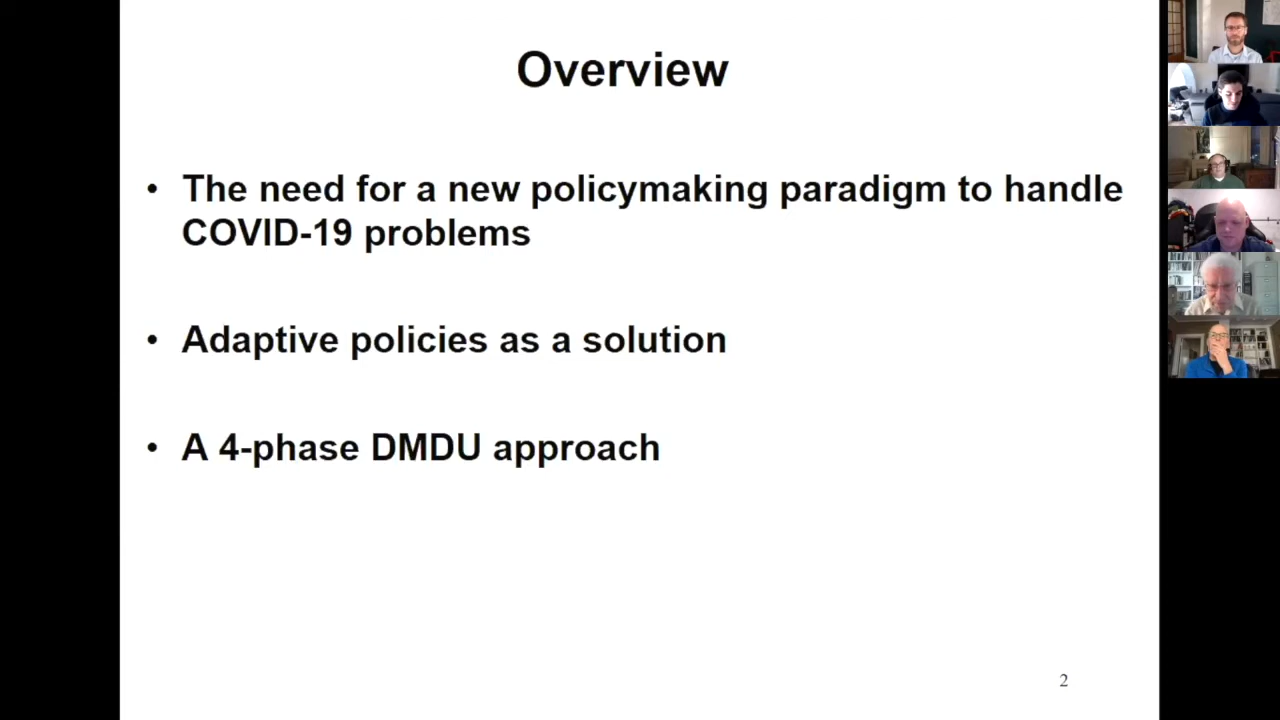 Overview
• The need for a new policymaking paradigm to handle
COVID-19 problems
• Adaptive policies as a solution
• A 4-phase DMDU approach
2